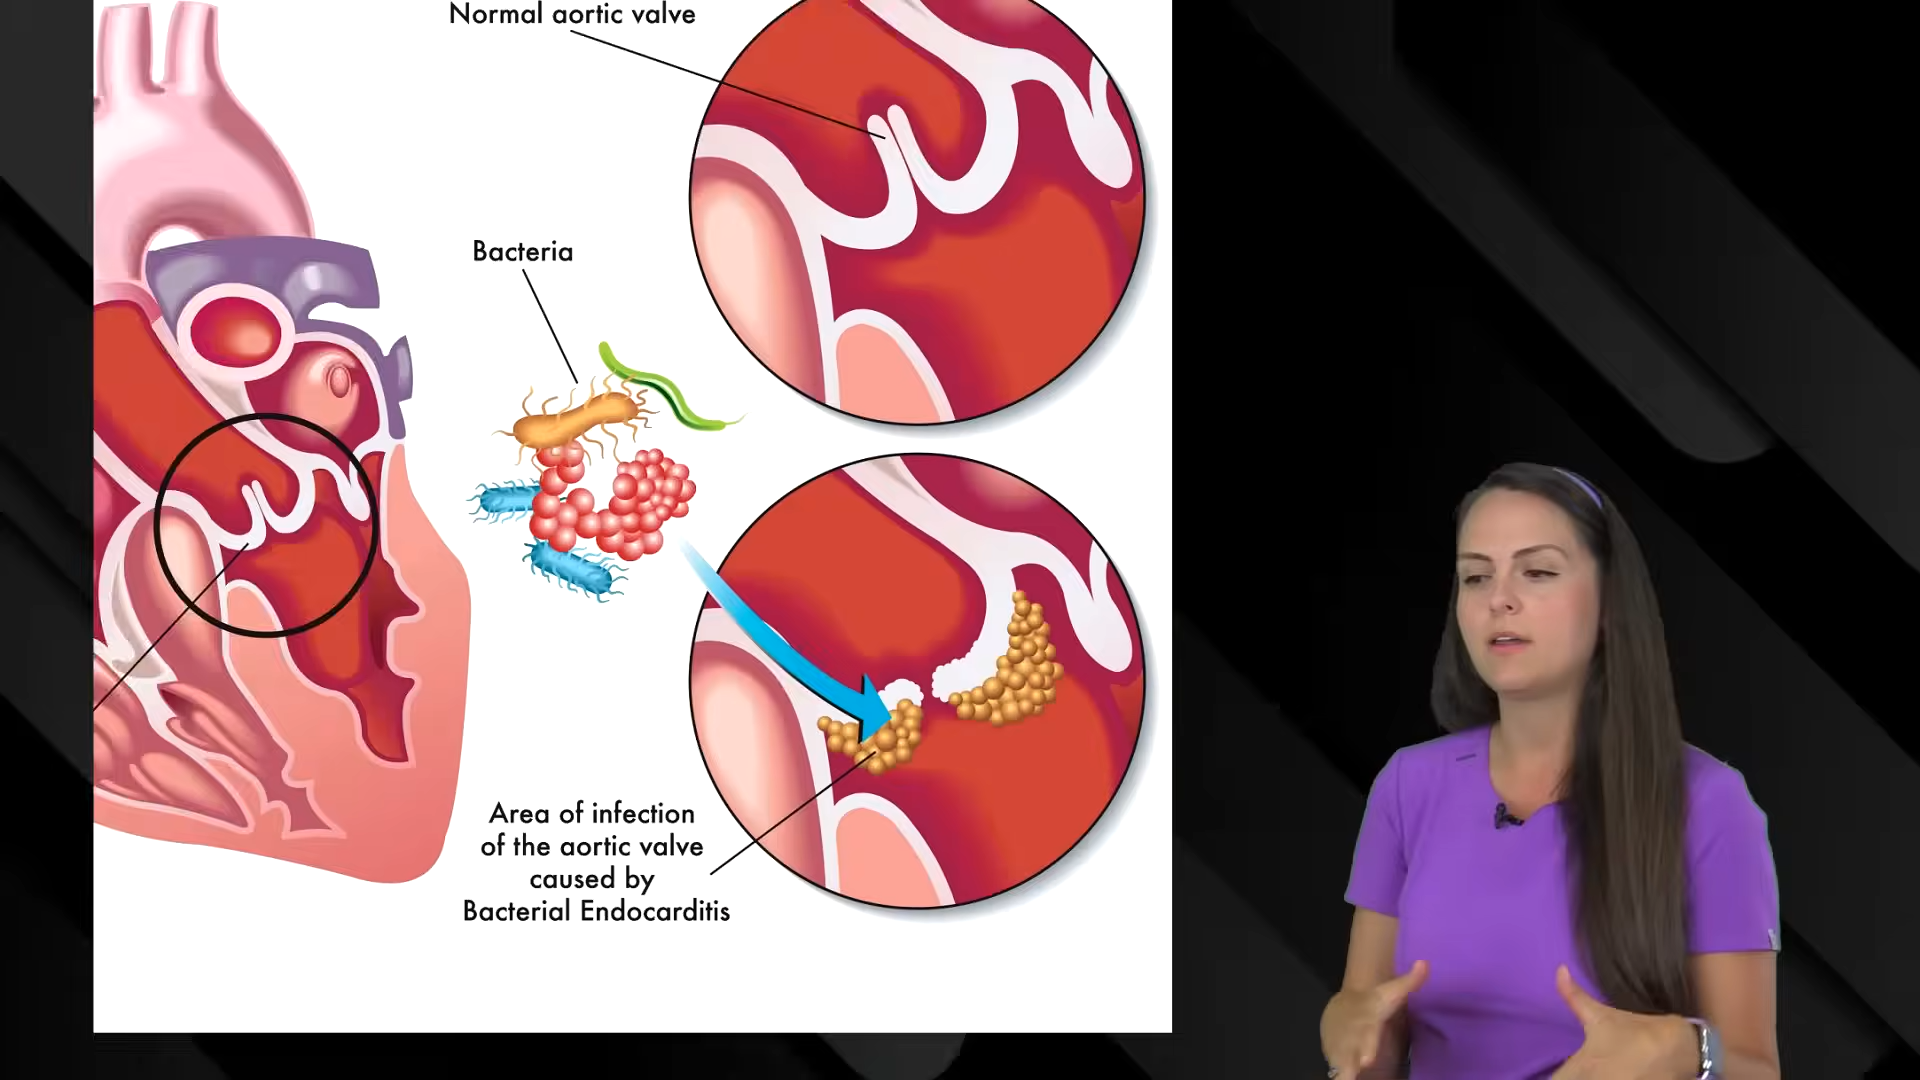 Normal aortic valve
Bacteria
Area of infection
of the aortic valve
caused by
Bacterial Endocarditis